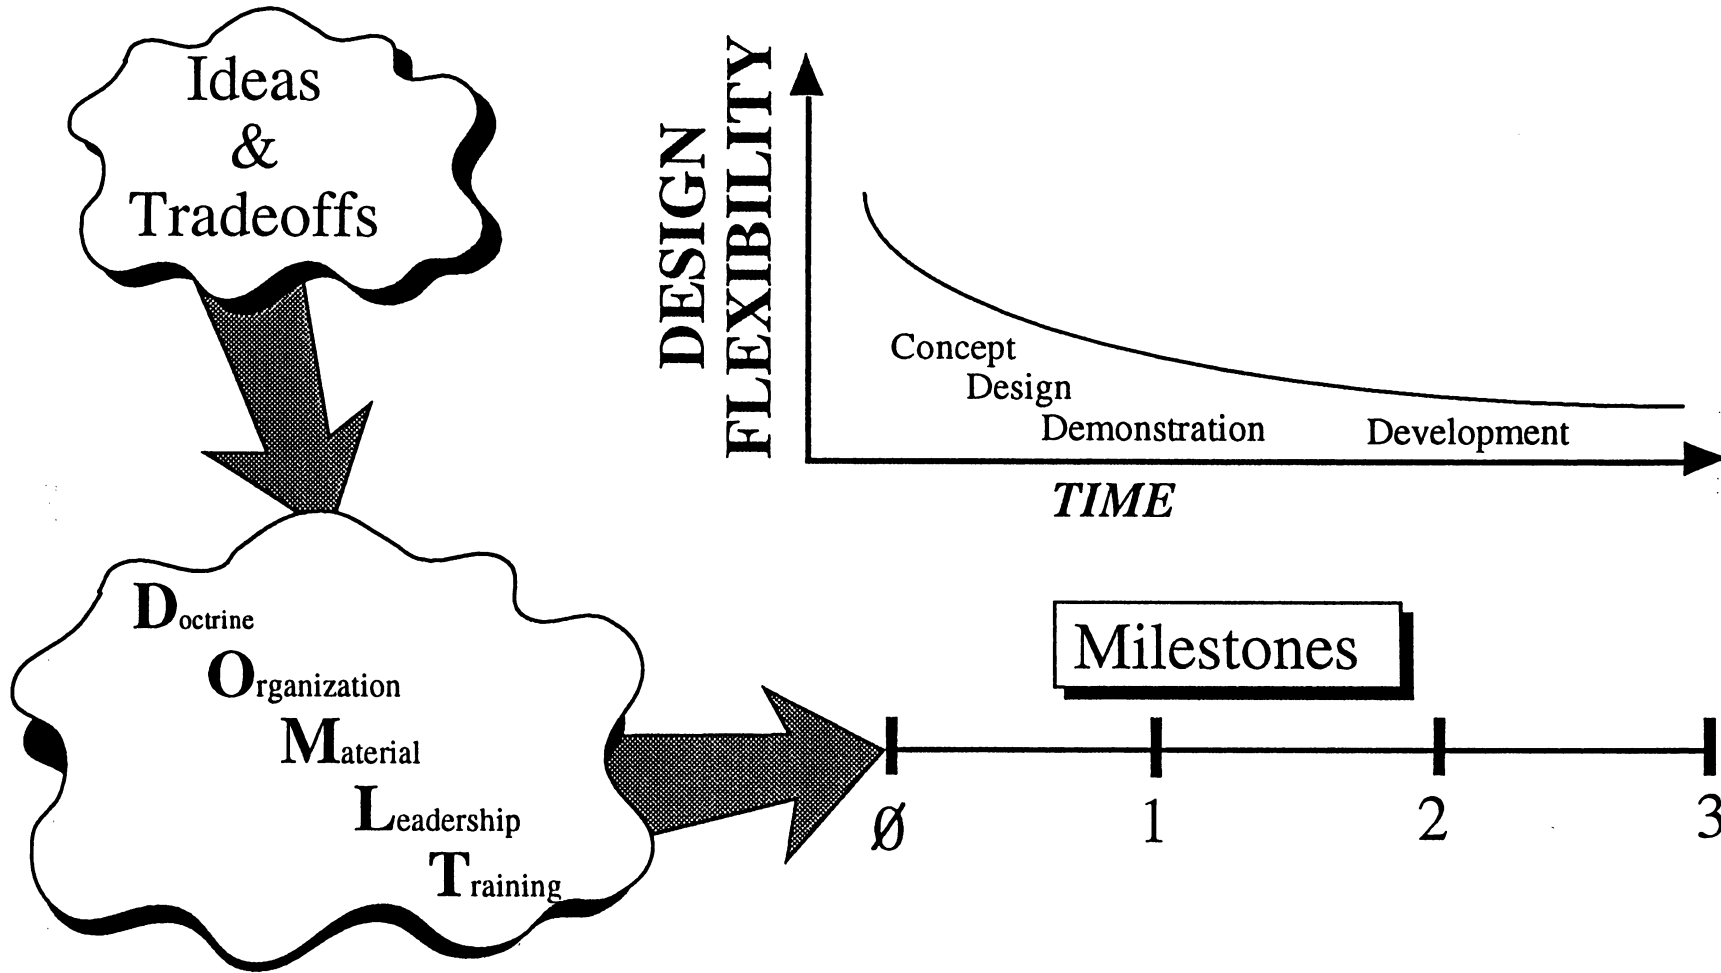 Ideas
&
Tradeoffs
DESIGN
FLEXIBILITY
Concept
Design
Demonstration
Development
TIME
Doctrine
Organization
Material
Leadership
Training
Milestones
Ø 1 2 3